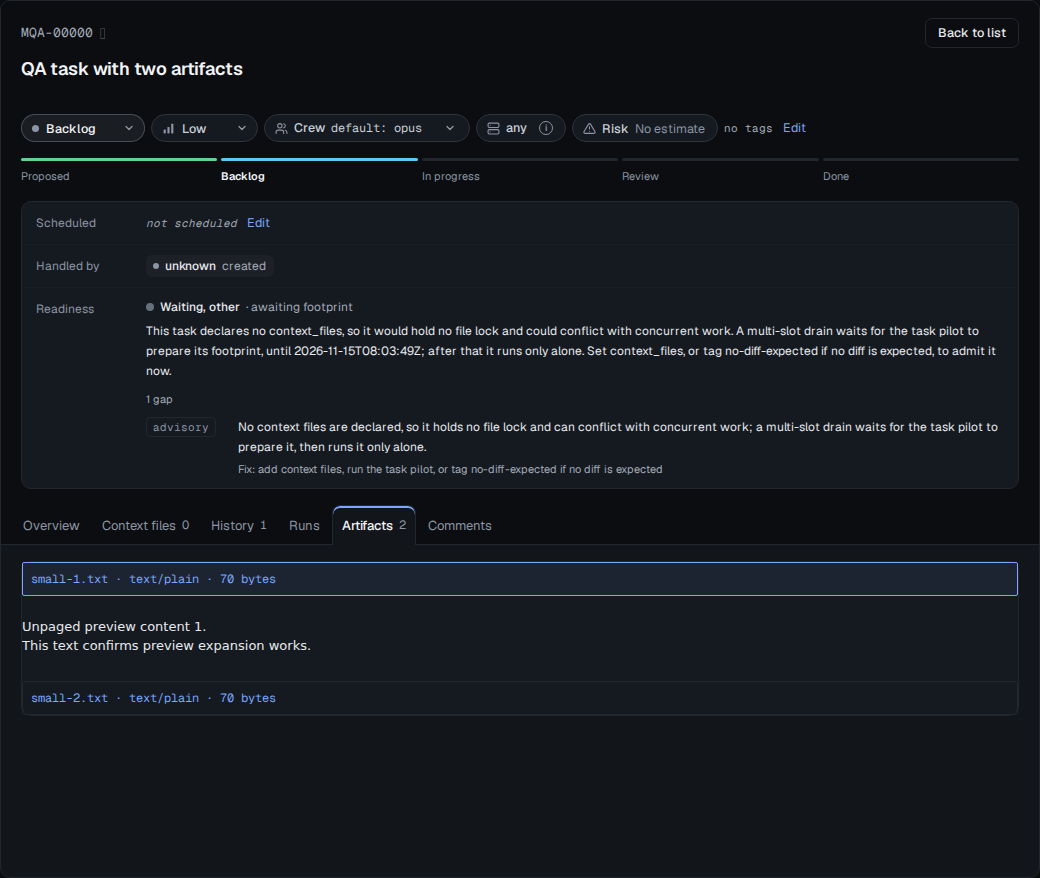 MQA-00000
Back to list
QA task with two artifacts
Backlog
Low
Crew default: opus
any
Risk No estimate
no tags
Edit
Proposed
Backlog
In progress
Review
Done
Scheduled
not scheduled Edit
Handled by
unknown created
Readiness
Waiting, other · awaiting footprint
This task declares no context_files, so it would hold no file lock and could conflict with concurrent work. A multi-slot drain waits for the task pilot to
prepare its footprint, until 2026-11-15T08:03:49Z; after that it runs only alone. Set context_files, or tag no-diff-expected if no diff is expected, to admit it
now.
1 gap
advisory
No context files are declared, so it holds no file lock and can conflict with concurrent work; a multi-slot drain waits for the task pilot to
prepare it, then runs it only alone.
Fix: add context files, run the task pilot, or tag no-diff-expected if no diff is expected
Overview
Context files 0
History 1
Runs
Artifacts 2
Comments
small-1.txt · text/plain · 70 bytes
Unpaged preview content 1.
This text confirms preview expansion works.
small-2.txt · text/plain · 70 bytes